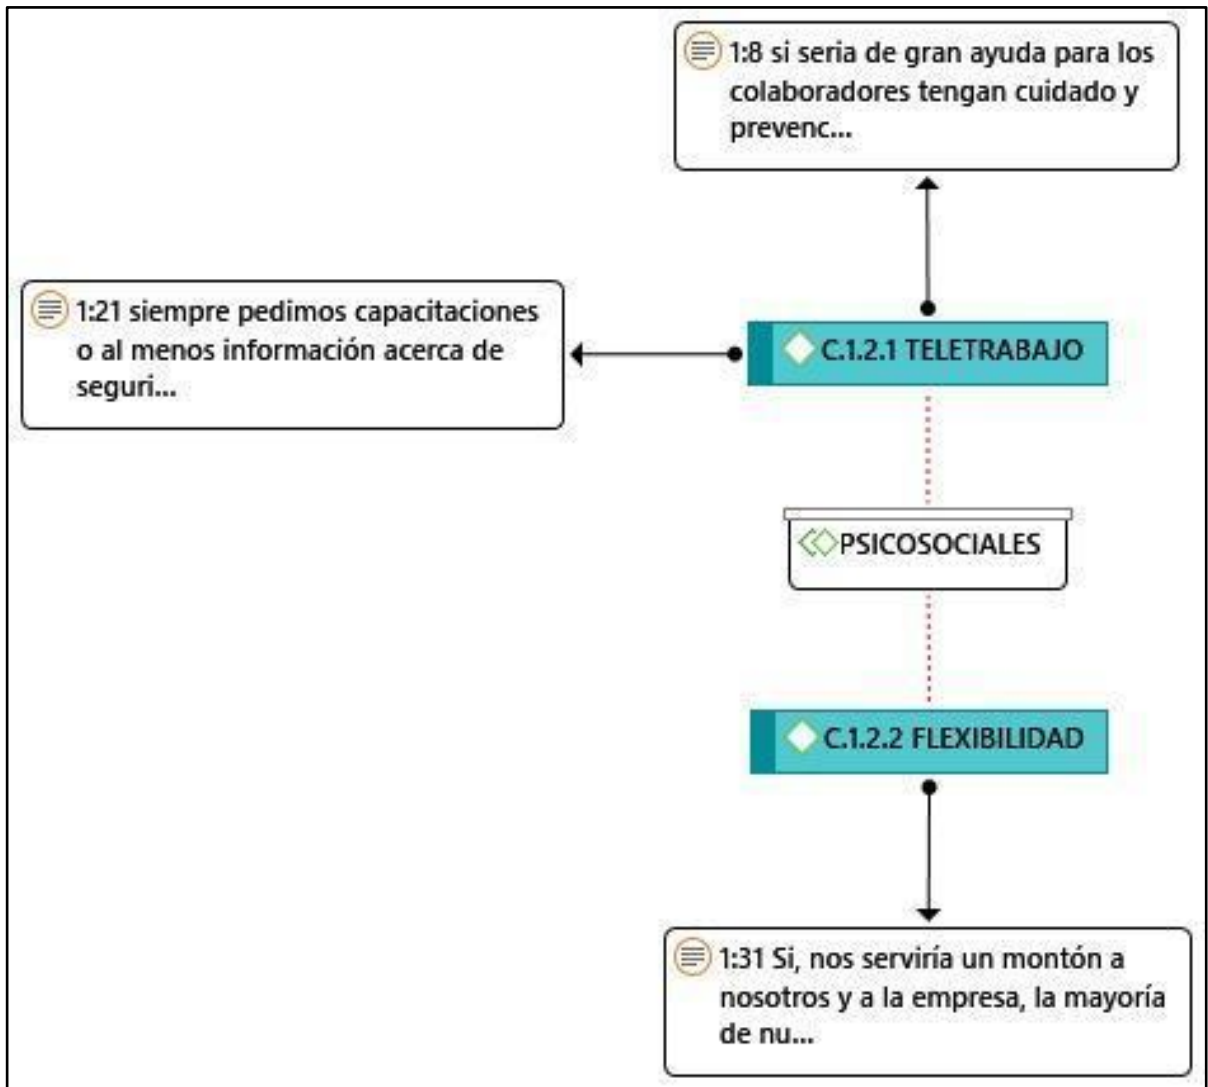 1:8 si seria de gran ayuda para los
colaboradores tengan cuidado y
prevenc...
1:21 siempre pedimos capacitaciones
o al menos información acerca de
seguri...
C.1.2.1 TELETRABAJO
PSICOSOCIALES
C.1.2.2 FLEXIBILIDAD
1:31 Si, nos serviría un montón a
nosotros y a la empresa, la mayoría
de nu...